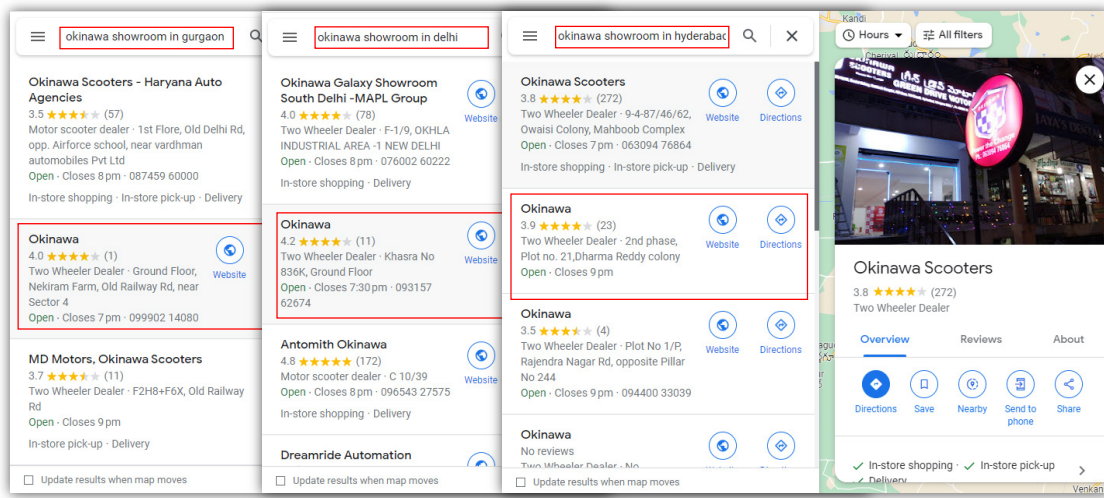 okinawa showroom in gurgaon
Okinawa Scooters - Haryana Auto
Agencies
3.5 (57)
Motor scooter dealer · 1st Flore, Old Delhi Rd,
opp. Airforce school, near vardhman
automobiles Pvt Ltd
Open · Closes 8 pm · 087459 60000
In-store shopping · In-store pick-up · Delivery
Okinawa
4.0 (1)
Two Wheeler Dealer · Ground Floor,
Nekiram Farm, Old Railway Rd, near
Sector 4
Open · Closes 7 pm · 099902 14080
Website
MD Motors, Okinawa Scooters
3.7 (11)
Two Wheeler Dealer · F2H8+F6X, Old Railway
Rd
Open · Closes 9 pm
In-store pick-up · Delivery
Update results when map moves
okinawa showroom in delhi
Okinawa Galaxy Showroom
South Delhi -MAPL Group
4.0 (78)
Two Wheeler Dealer · F-1/9, OKHLA
INDUSTRIAL AREA -1 NEW DELHI
Open · Closes 8 pm · 076002 60222
In-store shopping · Delivery
Website
Okinawa
4.2 (11)
Two Wheeler Dealer · Khasra No
836K, Ground Floor
Open · Closes 7:30 pm · 093157
62674
Website
Antomith Okinawa
4.8 (172)
Motor scooter dealer · C 10/39
Open · Closes 8 pm · 096543 27575
In-store shopping · Delivery
Website
Dreamride Automation
Update results when map moves
okinawa showroom in hyderabad
Okinawa Scooters
3.8 (272)
Two Wheeler Dealer · 9-4-87/46/62,
Owaisi Colony, Mahboob Complex
Open · Closes 7 pm · 063094 76864
In-store shopping · In-store pick-up · Delivery
Website
Directions
Okinawa
3.9 (23)
Two Wheeler Dealer · 2nd phase,
Plot no. 21,Dharma Reddy colony
Open · Closes 9 pm
Website
Directions
Okinawa
3.5 (4)
Two Wheeler Dealer · Plot No 1/P,
Rajendra Nagar Rd, opposite Pillar
No 244
Open · Closes 9 pm · 094400 33039
Website
Directions
Okinawa
No reviews
Two Wheeler Dealer · No
Update results when map moves
Kandi
Hours
All filters
SCOOTERS
GREEN DRIVE MOTORS
Okinawa Scooters
3.8 (272)
Two Wheeler Dealer
Overview
Reviews
About
Directions
Save
Nearby
Send to
phone
Share
In-store shopping · In-store pick-up
Delivery
Venkan